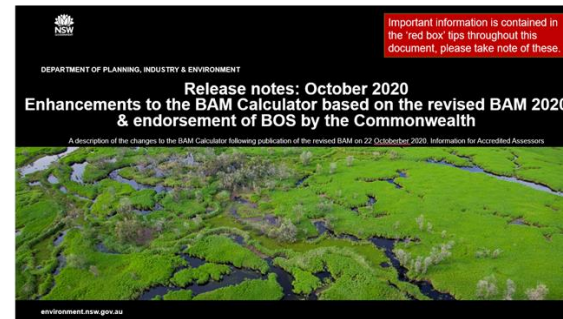 NSW
Important information is contained in
the 'red box' tips throughout this
document, please take note of these.
DEPARTMENT OF PLANNING, INDUSTRY & ENVIRONMENT
Release notes: October 2020
Enhancements to the BAM Calculator based on the revised BAM 2020
& endorsement of BOS by the Commonwealth
A description of the changes to the BAM Calculator following publication of the revised BAM on 22 Octoberber 2020. Information for Accredited Assessors
environment.nsw.gov.au